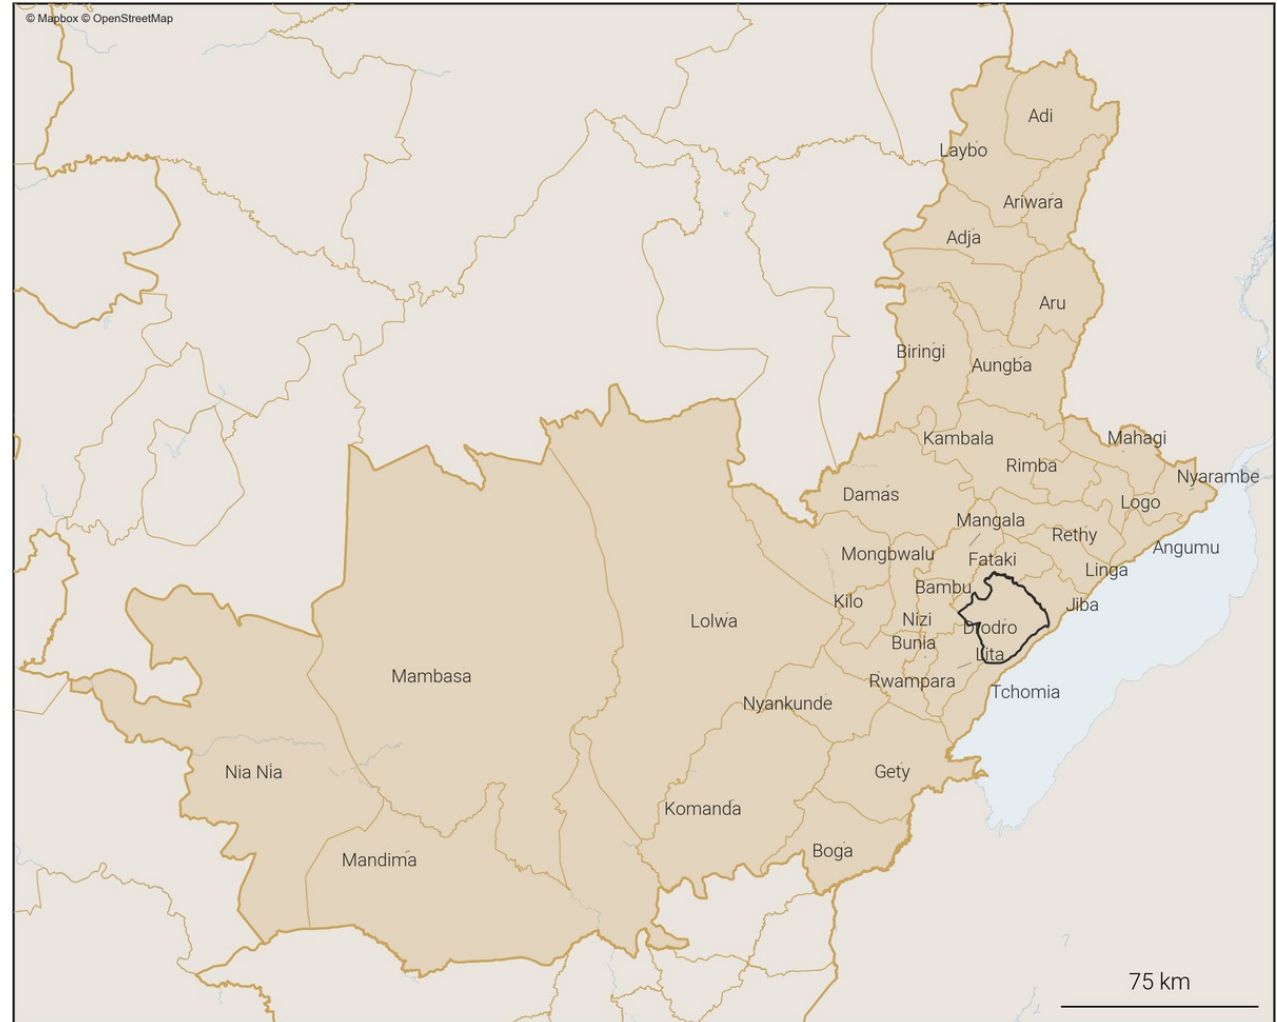 © Mapbox © OpenStreetMap
Adi
Laybo
Ariwara
Adja
Aru
Biringi
Aungba
Kambala
Mahagi
Rimba
Nyarambe
Damas
Logo
Mangala
Rethy
Mongbwalu
Fataki
Angumu
Linga
Bambu
Kilo
Jiba
Nizi
Drodro
Lolwa
Bunia
Lita
Mambasa
Rwampara
Tchomia
Nyankunde
Nia Nia
Gety
Komanda
Boga
Mandima
75 km